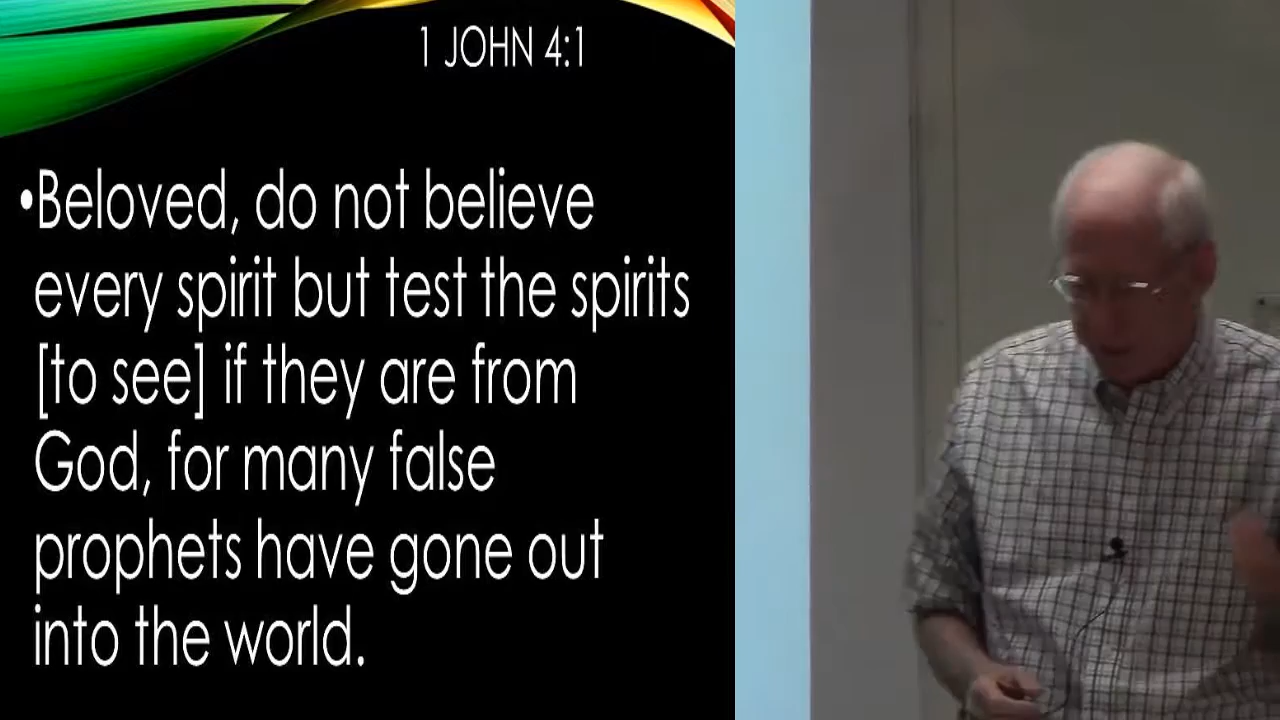 1 JOHN 4:1
•Beloved, do not believe
every spirit but test the spirits
[to see] if they are from
God, for many false
prophets have gone out
into the world.